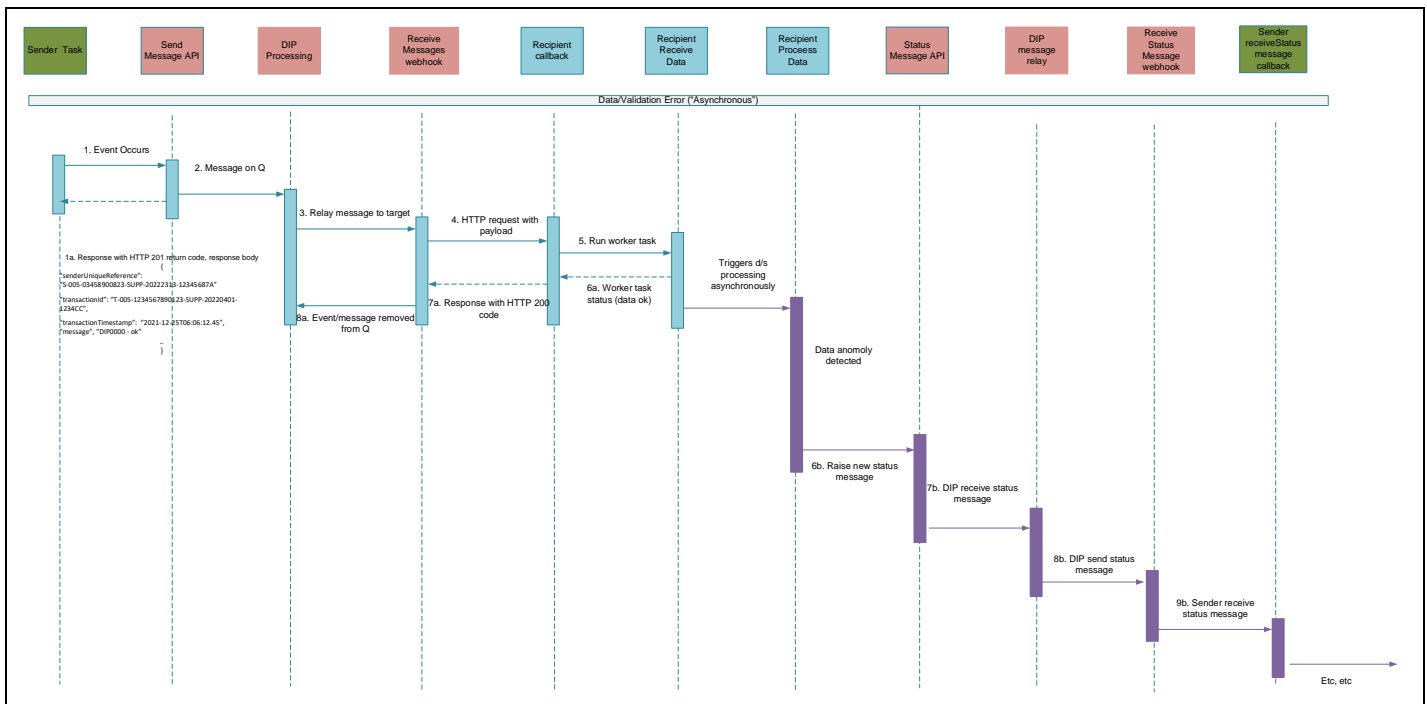 Sender Task
Send
Message API
DIP
Processing
Receive
Messages
webhook
Recipient
callback
Recipient
Receive
Data
Recipient
Proceess
Data
Status
Message API
DIP
message
relay
Receive
Status
Message
webhook
Sender
receiveStatus
message
callback
Data/Validation Error ("Asynchronous")
1. Event Occurs
2. Message on Q
3. Relay message to target
4. HTTP request with
payload
5. Run worker task
Triggers d/s
processing
asynchronously
1a. Response with HTTP 201 return code, response body
{
"senderUniqueReference":
"S-005-03458900823-SUPP-20222313-12345687A"
"transactionId": "T-005-1234567890123-SUPP-20220401-
1234CC",
"transactionTimestamp": "2021-12-25T06:06:12.45",
"message", "DIP0000 - ok"
..
}
6a. Worker task
status (data ok)
7a. Response with HTTP 200
code
8a. Event/message removed
from Q
Data anomoly
detected
6b. Raise new status
message
7b. DIP receive status
message
8b. DIP send status
message
9b. Sender receive
status message
Etc, etc